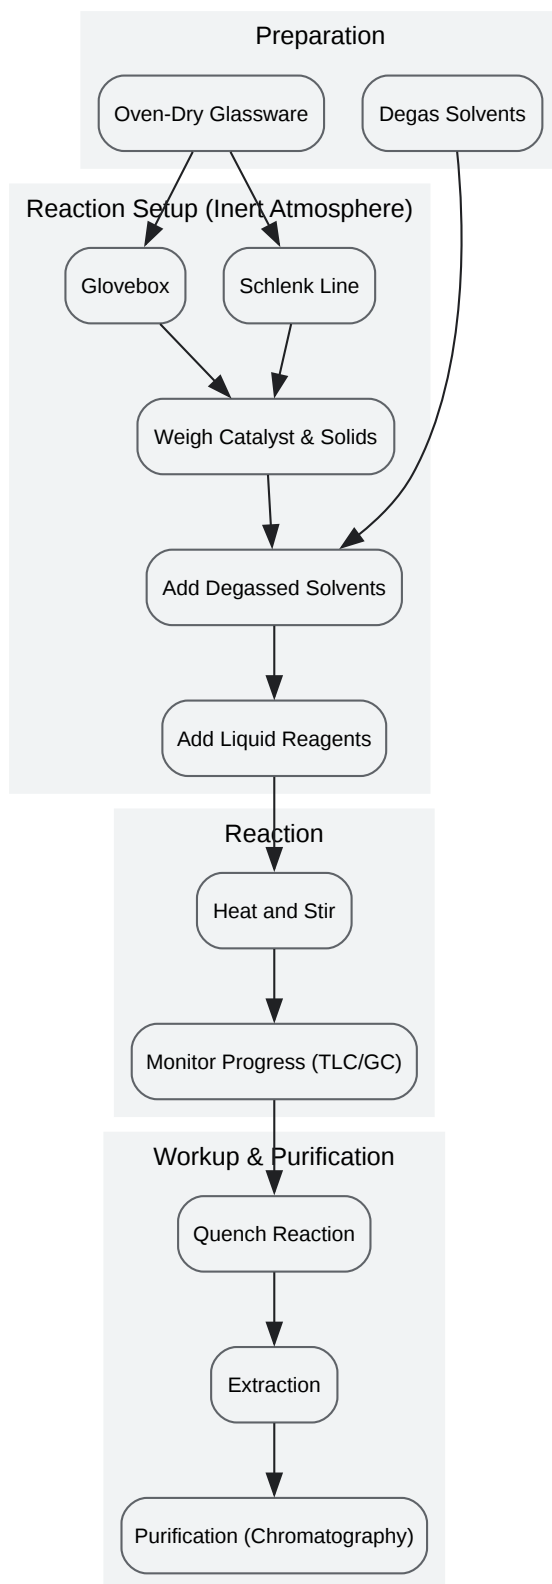 Preparation
Oven-Dry Glassware
Degas Solvents
Reaction Setup (Inert Atmosphere)
Glovebox
Schlenk Line
Weigh Catalyst & Solids
Add Degassed Solvents
Add Liquid Reagents
Reaction
Heat and Stir
Monitor Progress (TLC/GC)
Workup & Purification
Quench Reaction
Extraction
Purification (Chromatography)